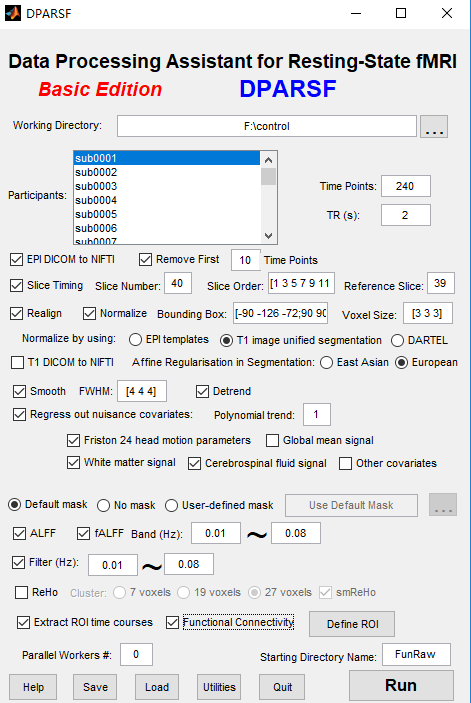 DPARSF
Data Processing Assistant for Resting-State fMRI
Basic Edition DPARSF
Working Directory: F:\control ...
Participants:
sub0001
sub0002
sub0003
sub0004
sub0005
sub0006
sub0007
Time Points: 240
TR (s): 2
EPI DICOM to NIFTI Remove First 10 Time Points
Slice Timing Slice Number: 40 Slice Order: [1 3 5 7 9 11 Reference Slice: 39
Realign Normalize Bounding Box: [-90 -126 -72;90 90 Voxel Size: [3 3 3]
Normalize by using: EPI templates T1 image unified segmentation DARTEL
T1 DICOM to NIFTI Affine Regularisation in Segmentation: East Asian European
Smooth FWHM: [4 4 4] Detrend
Regress out nuisance covariates: Polynomial trend: 1
Friston 24 head motion parameters Global mean signal
White matter signal Cerebrospinal fluid signal Other covariates
Default mask No mask User-defined mask Use Default Mask ...
ALFF fALFF Band (Hz): 0.01 ~ 0.08
Filter (Hz): 0.01 ~ 0.08
ReHo Cluster: 7 voxels 19 voxels 27 voxels smReHo
Extract ROI time courses Functional Connectivity Define ROI
Parallel Workers #: 0 Starting Directory Name: FunRaw
Help Save Load Utilities Quit Run